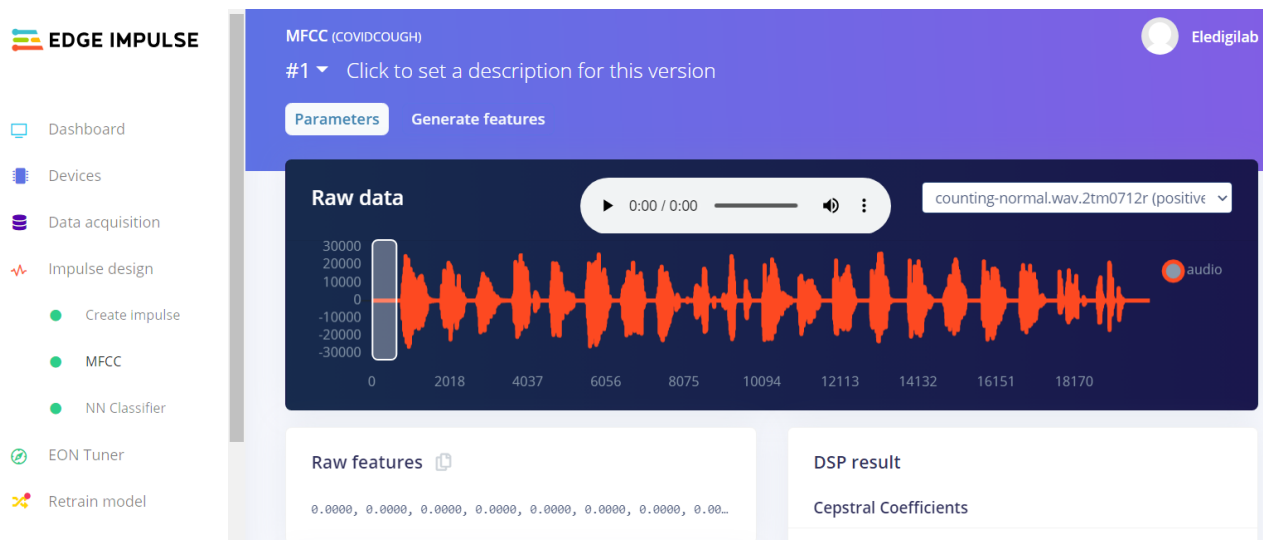 EDGE IMPULSE
Dashboard
Devices
Data acquisition
Impulse design
Create impulse
MFCC
NN Classifier
EON Tuner
Retrain model
MFCC (COVIDCOUGH)
Eledigilab
#1 Click to set a description for this version
Parameters Generate features
Raw data
0:00 / 0:00
counting-normal.wav.2tm0712r (positive
30000
20000
10000
0
-10000
-20000
-30000
audio
0 2018 4037 6056 8075 10094 12113 14132 16151 18170
Raw features
0.0000, 0.0000, 0.0000, 0.0000, 0.0000, 0.0000, 0.0000, 0.00…
DSP result
Cepstral Coefficients